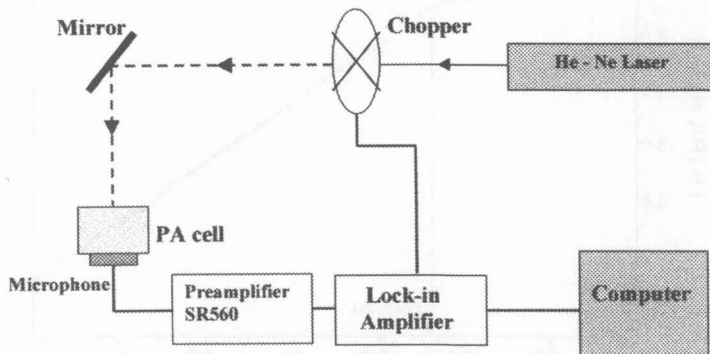 Mirror
Chopper
He - Ne Laser
PA cell
Microphone
Preamplifier
SR560
Lock-in
Amplifier
Computer